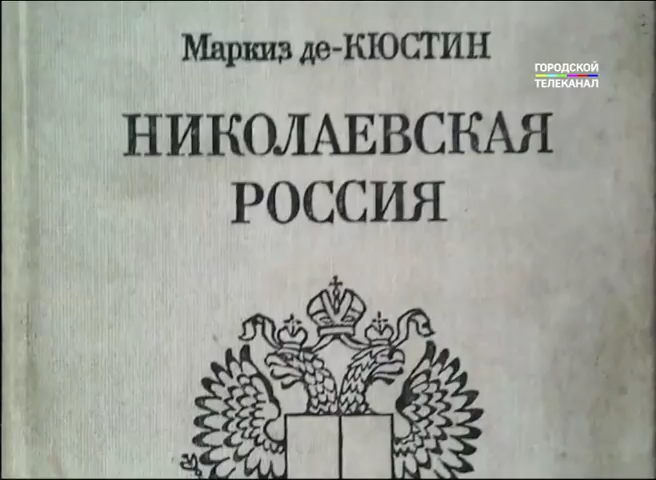 Маркиз де-КЮСТИН
ГОРОДСКОЙ
ТЕЛЕКАНАЛ
НИКОЛАЕВСКАЯ
РОССИЯ